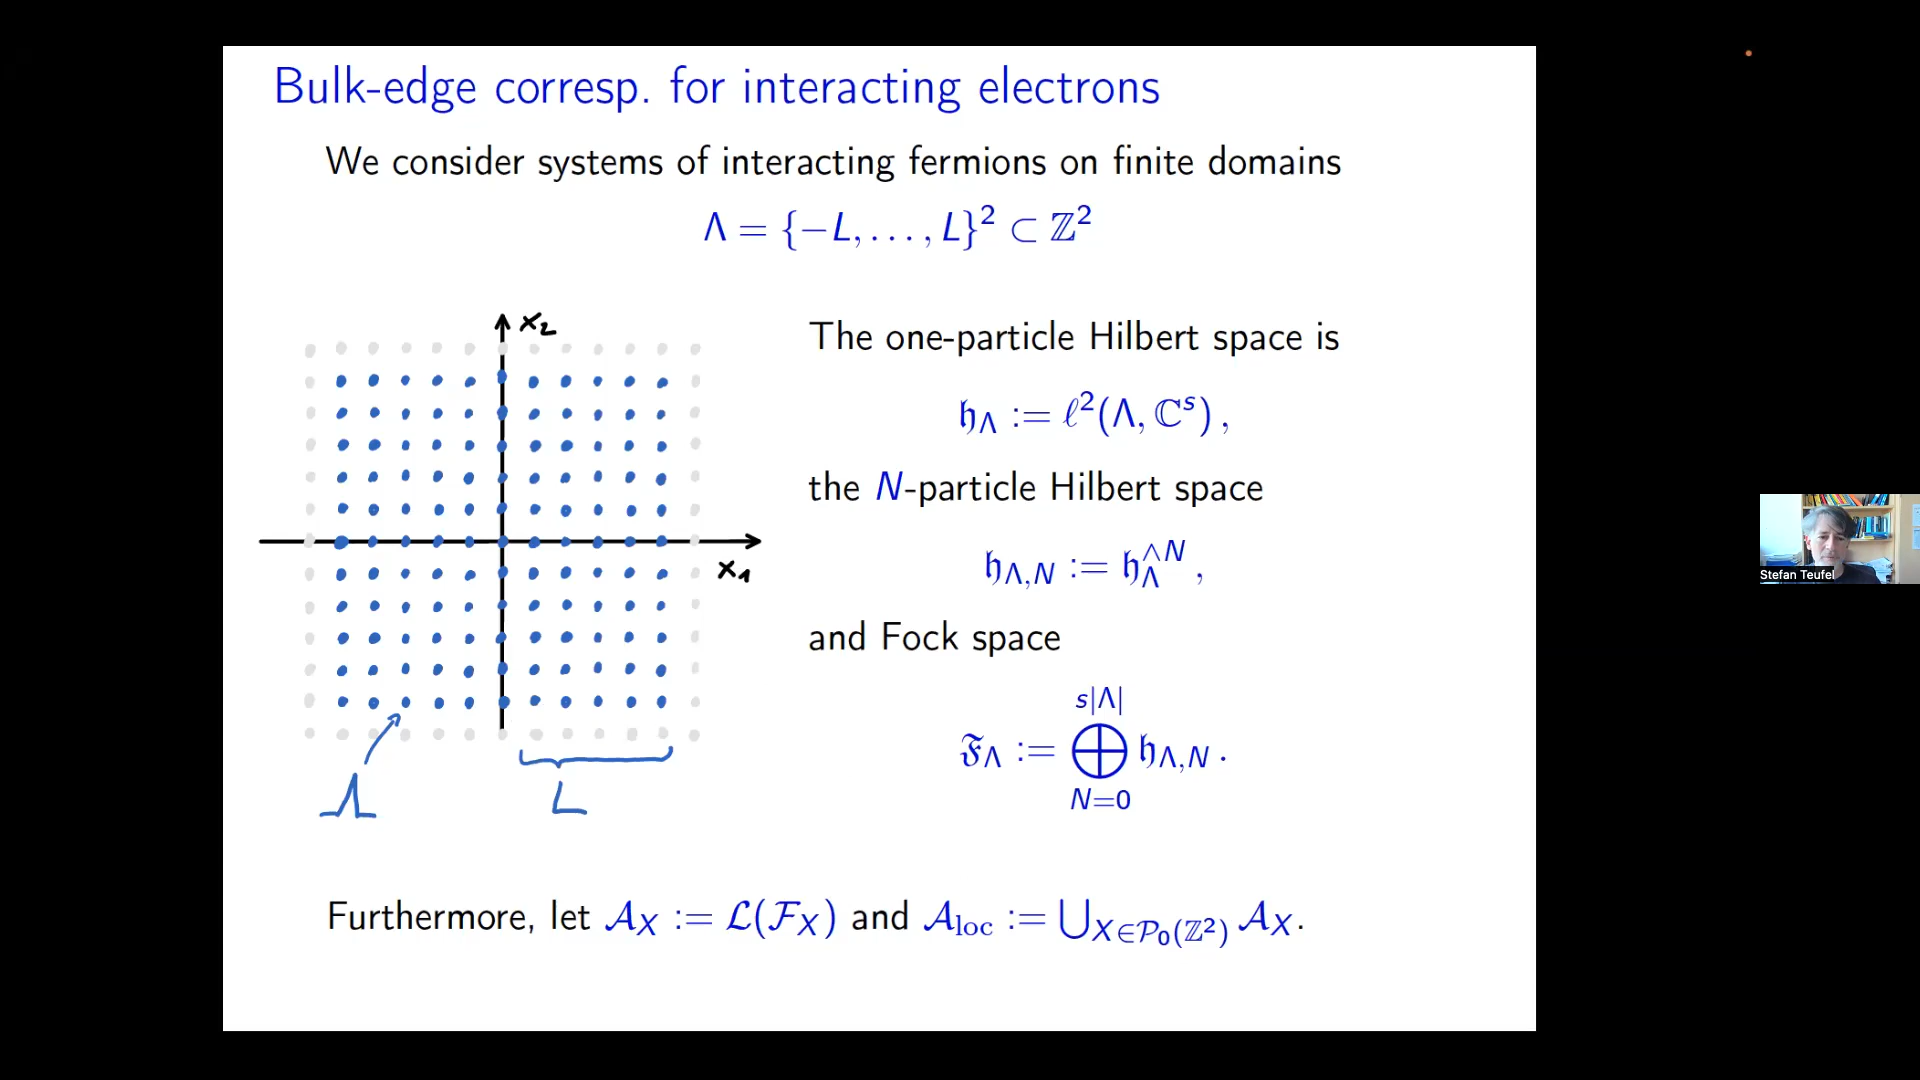 Bulk-edge corresp. for interacting electrons
We consider systems of interacting fermions on finite domains
Λ = {−L, . . . , L}² ⊂ ℤ²
x₂
x₁
Λ
L
The one-particle Hilbert space is
𝔥_Λ := ℓ²(Λ, ℂˢ) ,
the N-particle Hilbert space
𝔥_{Λ,N} := 𝔥_Λ^{∧N} ,
and Fock space
𝔉_Λ := ⊕_{N=0}^{s|Λ|} 𝔥_{Λ,N} .
Furthermore, let 𝒜_X := ℒ(ℱ_X) and 𝒜_loc := ⋃_{X∈𝒫₀(ℤ²)} 𝒜_X.
Stefan Teufel